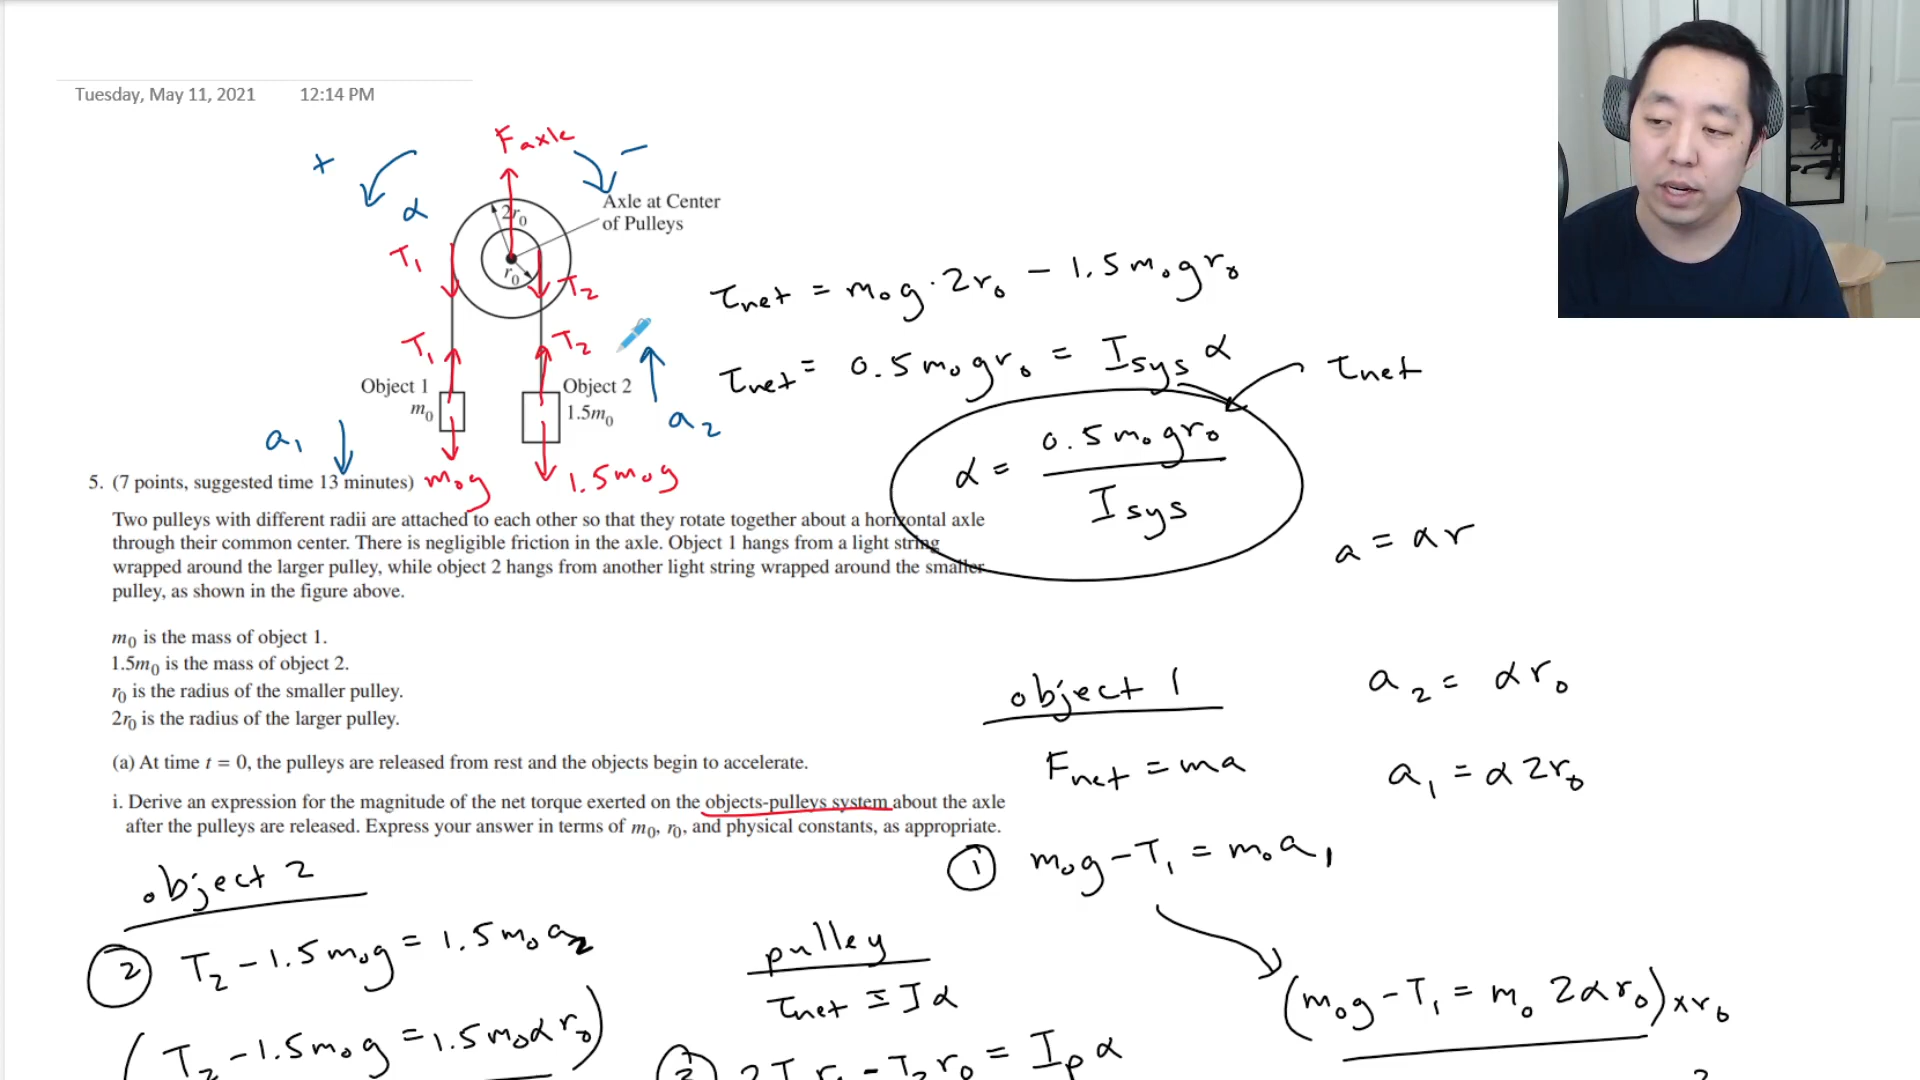 Tuesday, May 11, 2021 12:14 PM
F axle
+
−
α
Axle at Center
of Pulleys
2r₀
r₀
T₁
T₂
T₁
T₂
Object 1
m₀
Object 2
1.5m₀
a₁
a₂
m₀g
1.5m₀g
τnet = m₀g · 2r₀ − 1.5m₀gr₀
τnet = 0.5m₀gr₀ = Isys α
τnet
α = 0.5m₀gr₀
Isys
a = αr
5. (7 points, suggested time 13 minutes)
Two pulleys with different radii are attached to each other so that they rotate together about a horizontal axle
through their common center. There is negligible friction in the axle. Object 1 hangs from a light string
wrapped around the larger pulley, while object 2 hangs from another light string wrapped around the smaller
pulley, as shown in the figure above.
m₀ is the mass of object 1.
1.5m₀ is the mass of object 2.
r₀ is the radius of the smaller pulley.
2r₀ is the radius of the larger pulley.
(a) At time t = 0, the pulleys are released from rest and the objects begin to accelerate.
i. Derive an expression for the magnitude of the net torque exerted on the objects-pulleys system about the axle
after the pulleys are released. Express your answer in terms of m₀, r₀, and physical constants, as appropriate.
object 1
Fnet = ma
a₂ = αr₀
a₁ = α2r₀
① m₀g − T₁ = m₀a₁
(m₀g − T₁ = m₀ 2αr₀) × r₀
object 2
② T₂ − 1.5m₀g = 1.5m₀a₂
(T₂ − 1.5m₀g = 1.5m₀αr₀)
pulley
τnet = Iα
= Ip α